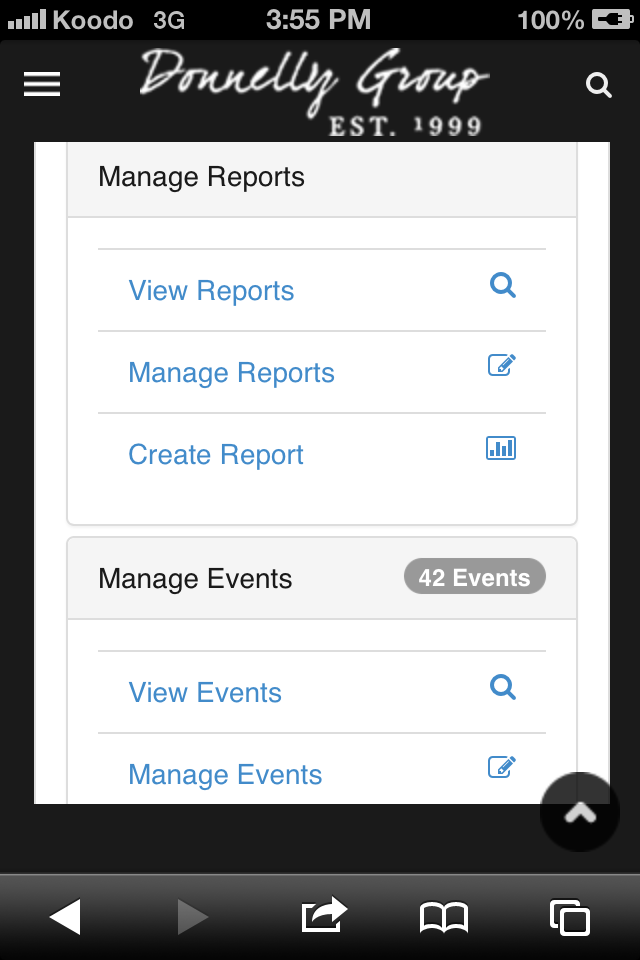 Koodo 3G 3:55 PM 100%
Donnelly Group
EST. 1999
Manage Reports
View Reports
Manage Reports
Create Report
Manage Events 42 Events
View Events
Manage Events